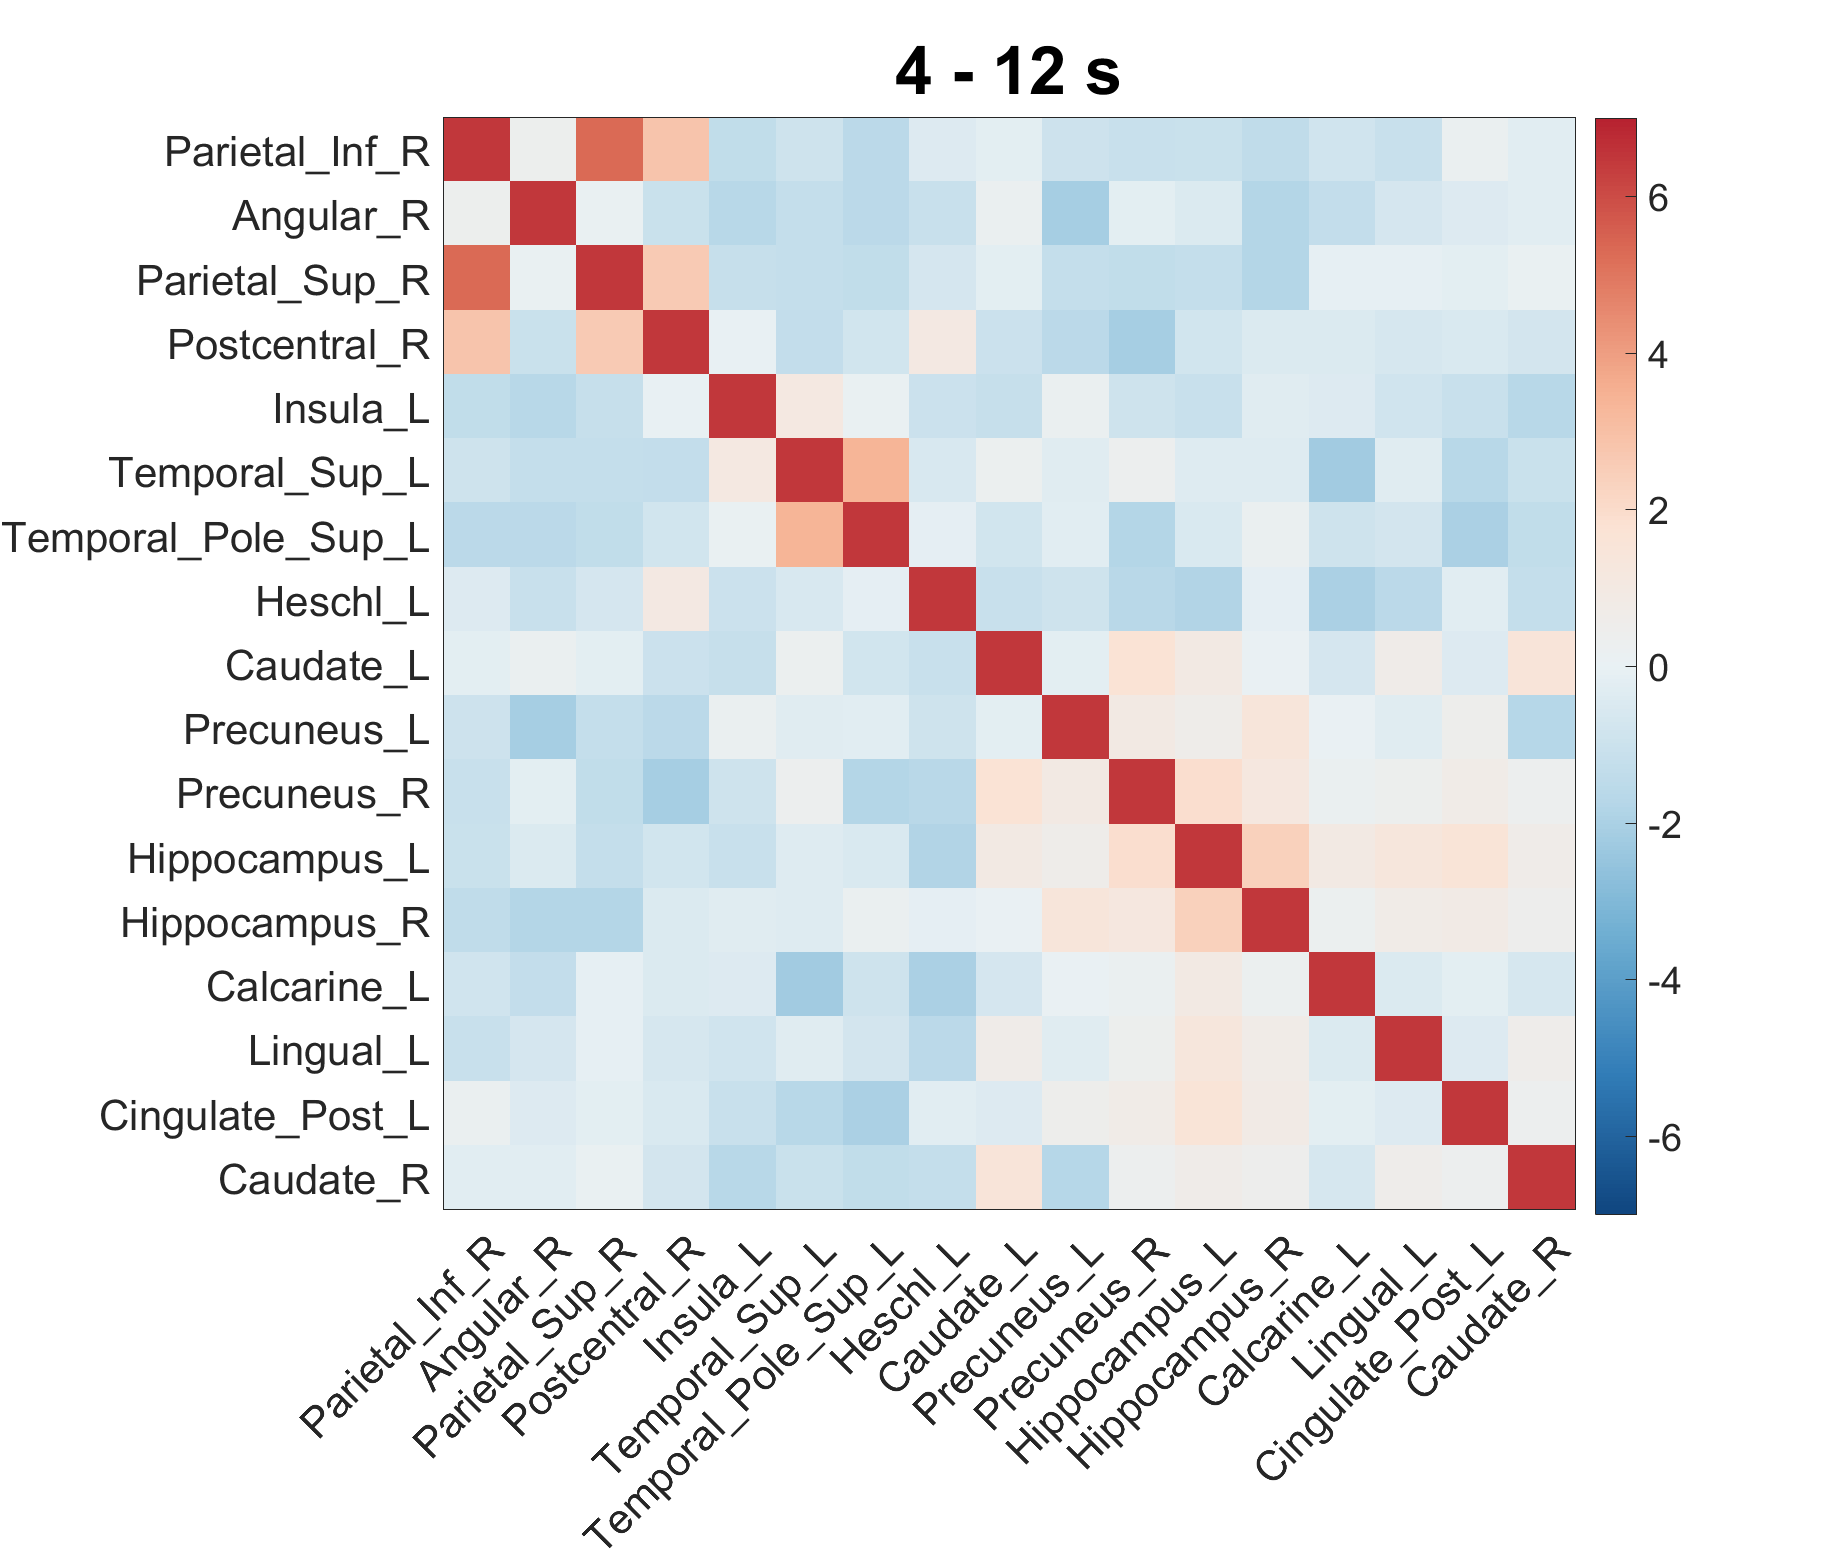 4 - 12 s
Parietal_Inf_R
Angular_R
Parietal_Sup_R
Postcentral_R
Insula_L
Temporal_Sup_L
Temporal_Pole_Sup_L
Heschl_L
Caudate_L
Precuneus_L
Precuneus_R
Hippocampus_L
Hippocampus_R
Calcarine_L
Lingual_L
Cingulate_Post_L
Caudate_R
6
4
2
0
-2
-4
-6
Parietal_Inf_R
Angular_R
Parietal_Sup_R
Postcentral_R
Insula_L
Temporal_Sup_L
Temporal_Pole_Sup_L
Heschl_L
Caudate_L
Precuneus_L
Precuneus_R
Hippocampus_L
Hippocampus_R
Calcarine_L
Lingual_L
Cingulate_Post_L
Caudate_R